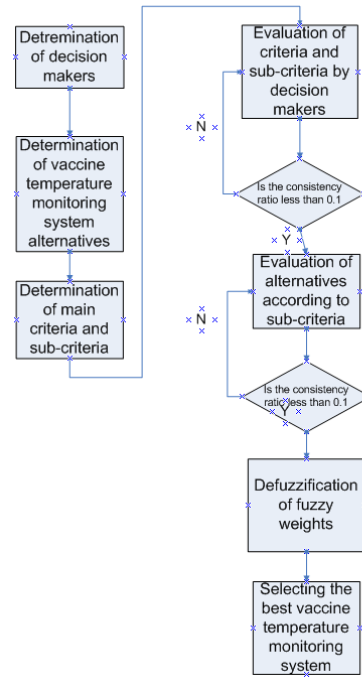 Detremination
of decision
makers
Determination
of vaccine
temperature
monitoring
system
alternatives
Determination
of main
criteria and
sub-criteria
Evaluation of
criteria and
sub-criteria by
decision
makers
N
Is the consistency
ratio less than 0.1
Y
Evaluation of
alternatives
according to
sub-criteria
N
Is the consistency
ratio less than 0.1
Y
Defuzzification
of fuzzy
weights
Selecting the
best vaccine
temperature
monitoring
system